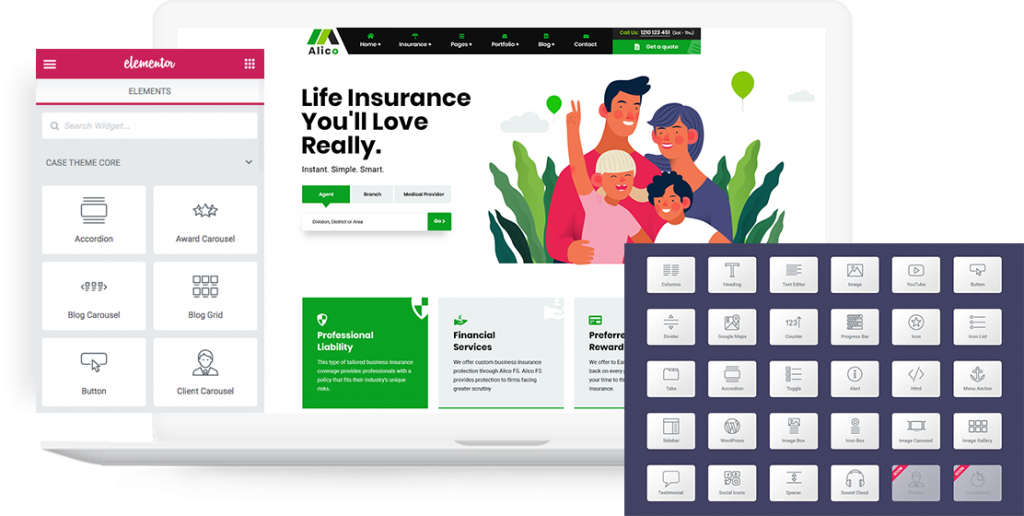 elementor
ELEMENTS
Search Widget...
CASE THEME CORE
Accordion
Award Carousel
Blog Carousel
Blog Grid
Button
Client Carousel
Alico
Home +
Insurance +
Pages +
Portfolio +
Blog +
Contact
Call Us: 1210 123 451 (Sat - Thu)
Get a quote
Life Insurance
You'll Love
Really.
Instant. Simple. Smart.
Agent
Branch
Medical Provider
Division, District or Area
Go >
Professional
Liability
This type of tailored business insurance
coverage provides professionals with a
policy that fits their industry's unique
risks.
Financial
Services
We offer custom business insurance
protection through Alico FS. Alico FS
provides protection to firms facing
greater scrutiny
Preferre
Reward
We offer to Ea
back on every
your time to th
insurance.
Columns
Heading
Text Editor
Image
YouTube
Button
Divider
Google Maps
123
Counter
Progress Bar
Icon
Icon List
Tabs
Accordion
Toggle
Alert
Html
Menu Anchor
Sidebar
WordPress
Image Box
Icon Box
Image Carousel
Image Gallery
Testimonial
Social Icons
Spacer
Sound Cloud